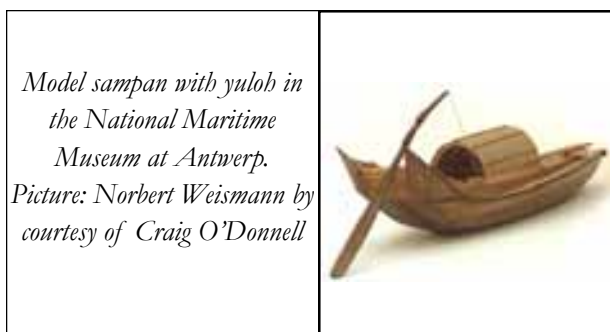 Model sampan with yuloh in
the National Maritime
Museum at Antwerp.
Picture: Norbert Weismann by
courtesy of Craig O'Donnell